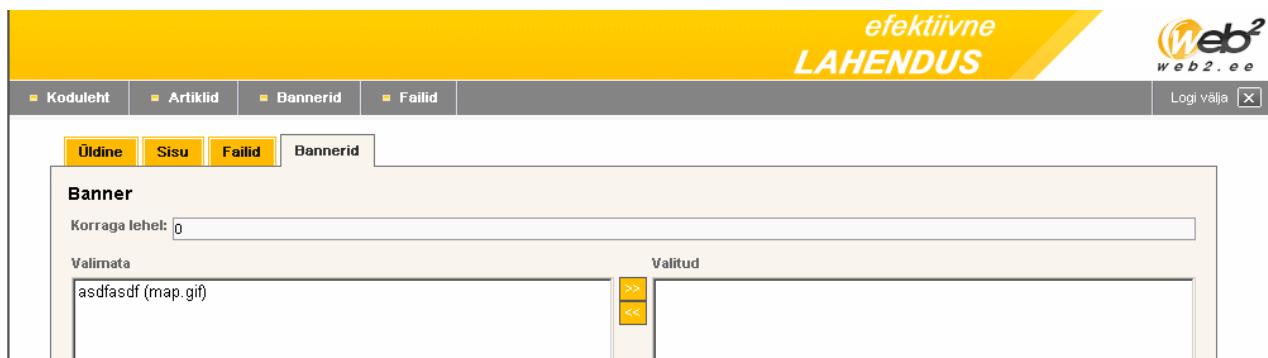 efektiivne
LAHENDUS
Web2
web2.ee
Koduleht Artiklid Bannerid Failid Logi välja
Üldine Sisu Failid Bannerid
Banner
Korraga lehel: 0
Valimata Valitud
asdfasdf (map.gif) >>
<<